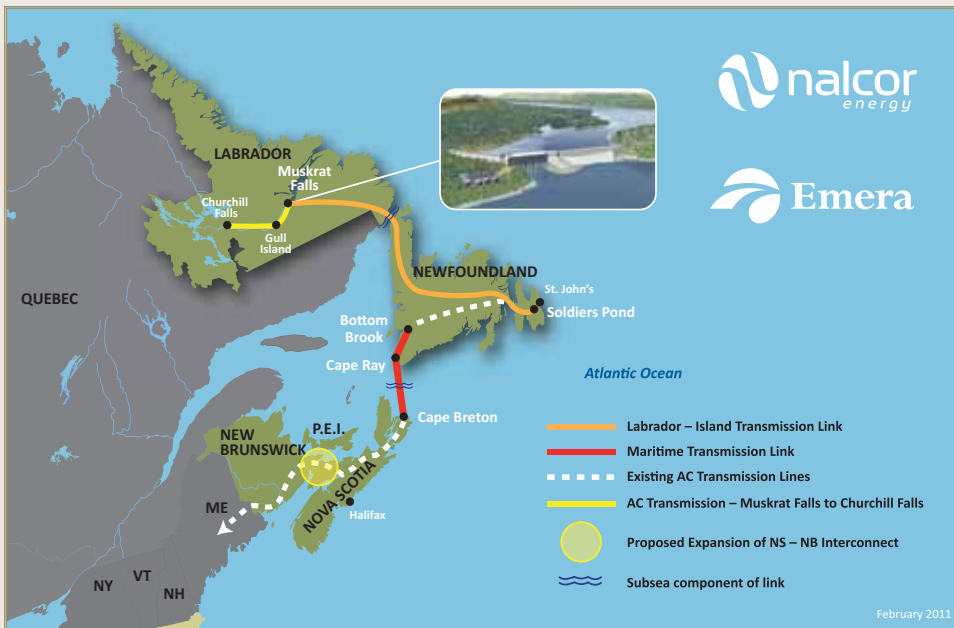 nalcor
energy
Emera
LABRADOR
Muskrat
Falls
Churchill
Falls
Gull
Island
QUEBEC
NEWFOUNDLAND
St. John's
Soldiers Pond
Bottom
Brook
Cape Ray
Atlantic Ocean
Cape Breton
P.E.I.
NEW
BRUNSWICK
NOVA SCOTIA
Halifax
ME
NY
VT
NH
Labrador – Island Transmission Link
Maritime Transmission Link
Existing AC Transmission Lines
AC Transmission – Muskrat Falls to Churchill Falls
Proposed Expansion of NS – NB Interconnect
Subsea component of link
February 2011